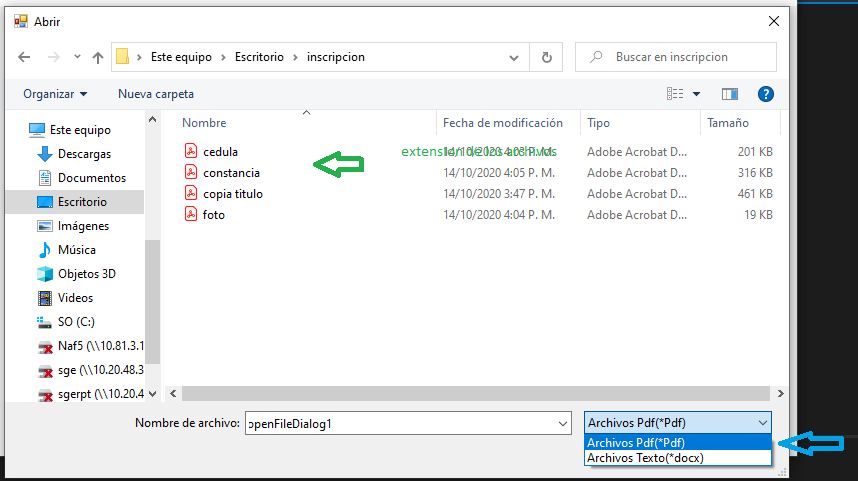 Abrir
Este equipo > Escritorio > inscripcion
Buscar en inscripcion
Organizar
Nueva carpeta
Este equipo
Descargas
Documentos
Escritorio
Imágenes
Música
Objetos 3D
Videos
SO (C:)
Naf5 (\\10.81.3.1
sge (\\10.20.48.3
sgerpt (\\10.20.4
Nombre Fecha de modificación Tipo Tamaño
cedula 14/10/2020 4:03 P. M. Adobe Acrobat D... 201 KB
extension de los archivos
constancia 14/10/2020 4:05 P. M. Adobe Acrobat D... 316 KB
copia titulo 14/10/2020 3:47 P. M. Adobe Acrobat D... 461 KB
foto 14/10/2020 4:04 P. M. Adobe Acrobat D... 19 KB
Nombre de archivo: openFileDialog1
Archivos Pdf(*Pdf)
Archivos Pdf(*Pdf)
Archivos Texto(*docx)